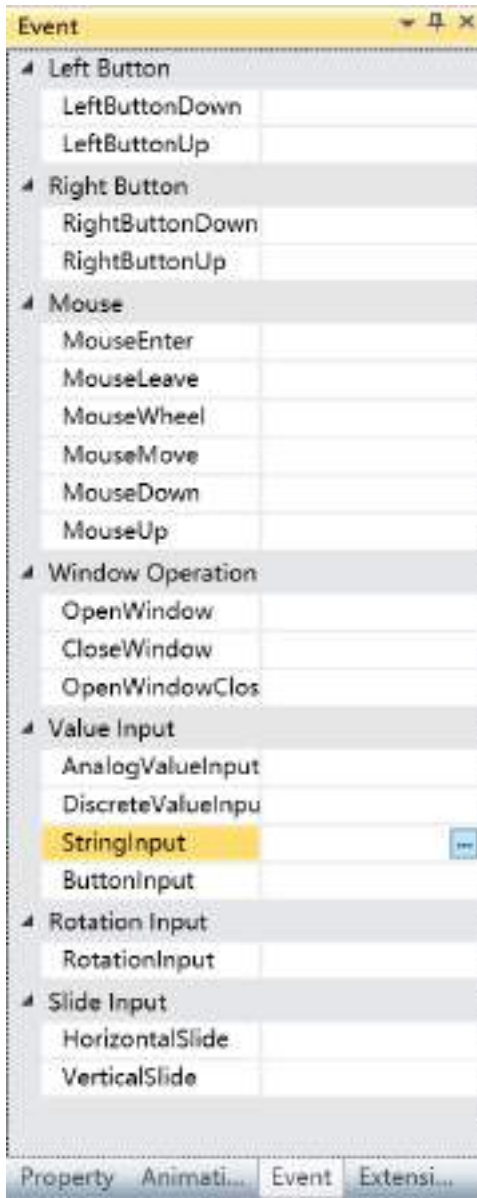 Event
Left Button
LeftButtonDown
LeftButtonUp
Right Button
RightButtonDown
RightButtonUp
Mouse
MouseEnter
MouseLeave
MouseWheel
MouseMove
MouseDown
MouseUp
Window Operation
OpenWindow
CloseWindow
OpenWindowClos
Value Input
AnalogValueInput
DiscreteValueInpu
StringInput ...
ButtonInput
Rotation Input
RotationInput
Slide Input
HorizontalSlide
VerticalSlide
Property Animati... Event Extensi...